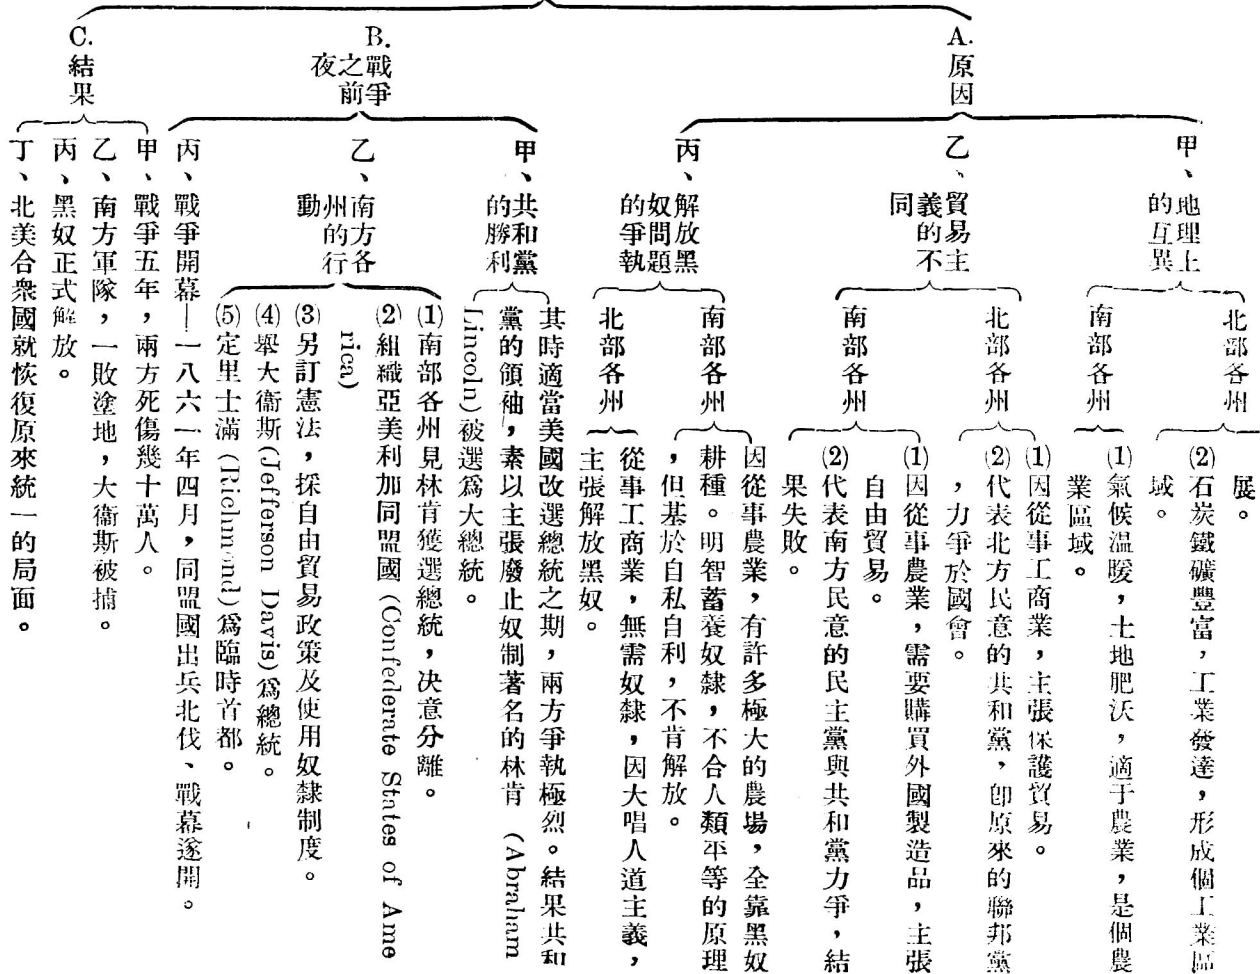 A. 原因
甲、地理上
的互異
北部各州
展。
(2)石炭鐵礦豐富，工業發達，形成個工業區
域。
南部各州
(1)氣候温暖，土地肥沃，適于農業，是個農
業區域。
乙、貿易主
義的不
同
北部各州
(1)因從事工商業，主張保護貿易。
(2)代表北方民意的共和黨，卽原來的聯邦黨
，力爭於國會。
南部各州
(1)因從事農業，需要購買外國製造品，主張
自由貿易。
(2)代表南方民意的民主黨與共和黨力爭，結
果失敗。
丙、解放黑
奴問題
的爭執
南部各州
因從事農業，有許多極大的農場，全靠黑奴
耕種。明智蓄養奴隸，不合人類平等的原理
，但基於自私自利，不肯解放。
北部各州
從事工商業，無需奴隸，因大唱人道主義，
主張解放黑奴。
B. 戰爭
之前
夜
甲、共和黨
的勝利
其時適當美國改選總統之期，兩方爭執極烈。結果共和
黨的領袖，素以主張廢止奴制著名的林肯 (Abraham
Lincoln)被選爲大總統。
乙、南方各
州的行
動
(1)南部各州見林肯獲選總統，決意分離。
(2)組織亞美利加同盟國 (Confederate States of Ame
rica)
(3)另訂憲法，採自由貿易政策及使用奴隸制度。
(4)舉大衞斯(Jefferson Davis)爲總統。
(5)定里士滿(Richmond)爲臨時首都。
丙、戰爭開幕——一八六一年四月，同盟國出兵北伐、戰幕遂開。
C. 結果
甲、戰爭五年，兩方死傷幾十萬人。
乙、南方軍隊，一敗塗地，大衞斯被捕。
丙、黑奴正式解放。
丁、北美合衆國就恢復原來統一的局面。